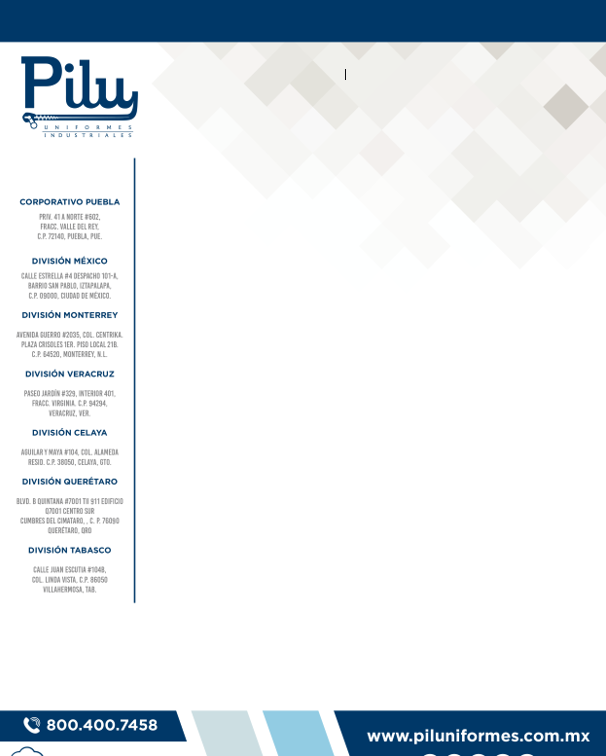 Pilu
UNIFORMES
INDUSTRIALES
CORPORATIVO PUEBLA
PRIV. 41 A NORTE #602,
FRACC. VALLE DEL REY,
C.P. 72140, PUEBLA, PUE.
DIVISIÓN MÉXICO
CALLE ESTRELLA #4 DESPACHO 101-A,
BARRIO SAN PABLO, IZTAPALAPA,
C.P. 09000, CIUDAD DE MÉXICO.
DIVISIÓN MONTERREY
AVENIDA GUERRO #2035, COL. CENTRIKA.
PLAZA CRISOLES 1ER. PISO LOCAL 218.
C.P. 64520, MONTERREY, N.L.
DIVISIÓN VERACRUZ
PASEO JARDÍN #329, INTERIOR 401,
FRACC. VIRGINIA. C.P. 94294.
VERACRUZ, VER.
DIVISIÓN CELAYA
AGUILAR Y MAYA #104, COL. ALAMEDA
RESID. C.P. 38050, CELAYA, GTO.
DIVISIÓN QUERÉTARO
BLVD. B QUINTANA #7001 TII 911 EDIFICIO
Q7001 CENTRO SUR
CUMBRES DEL CIMATARO, , C. P. 76090
QUERÉTARO, QRO
DIVISIÓN TABASCO
CALLE JUAN ESCUTIA #104B,
COL. LINDA VISTA, C.P. 86050
VILLAHERMOSA, TAB.
800.400.7458
www.piluniformes.com.mx